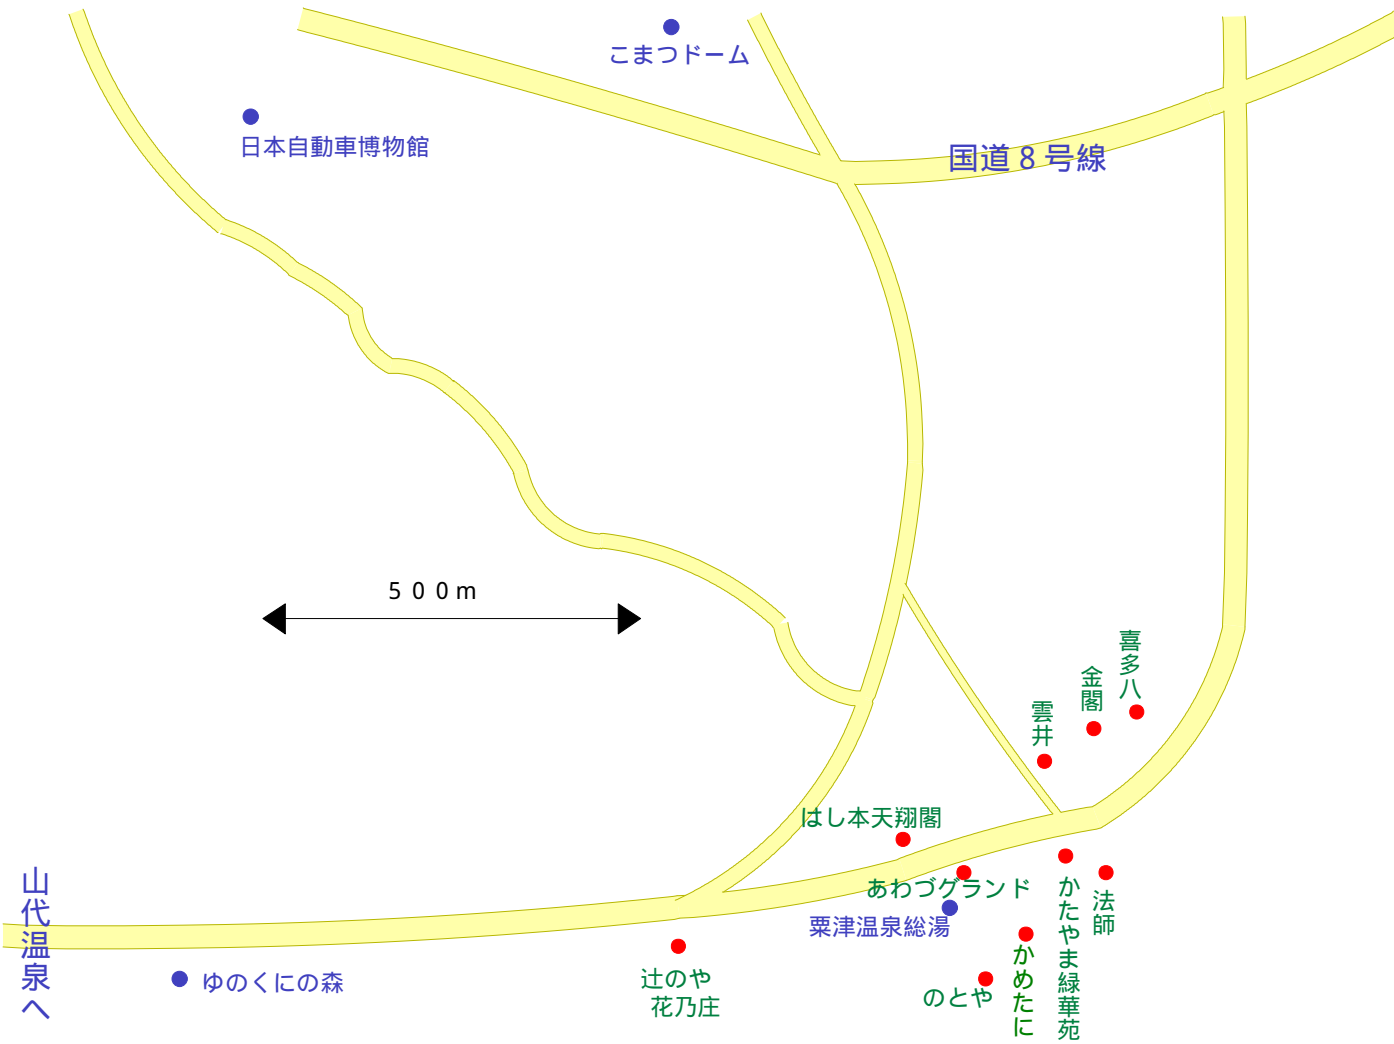 こまつドーム
日本自動車博物館
国道８号線
５００ｍ
喜多八
金閣
雲井
はし本天翔閣
あわづグランド
粟津温泉総湯
かたやま緑華苑
法師
山代温泉へ
ゆのくにの森
辻のや
花乃庄
のとや
かめたに